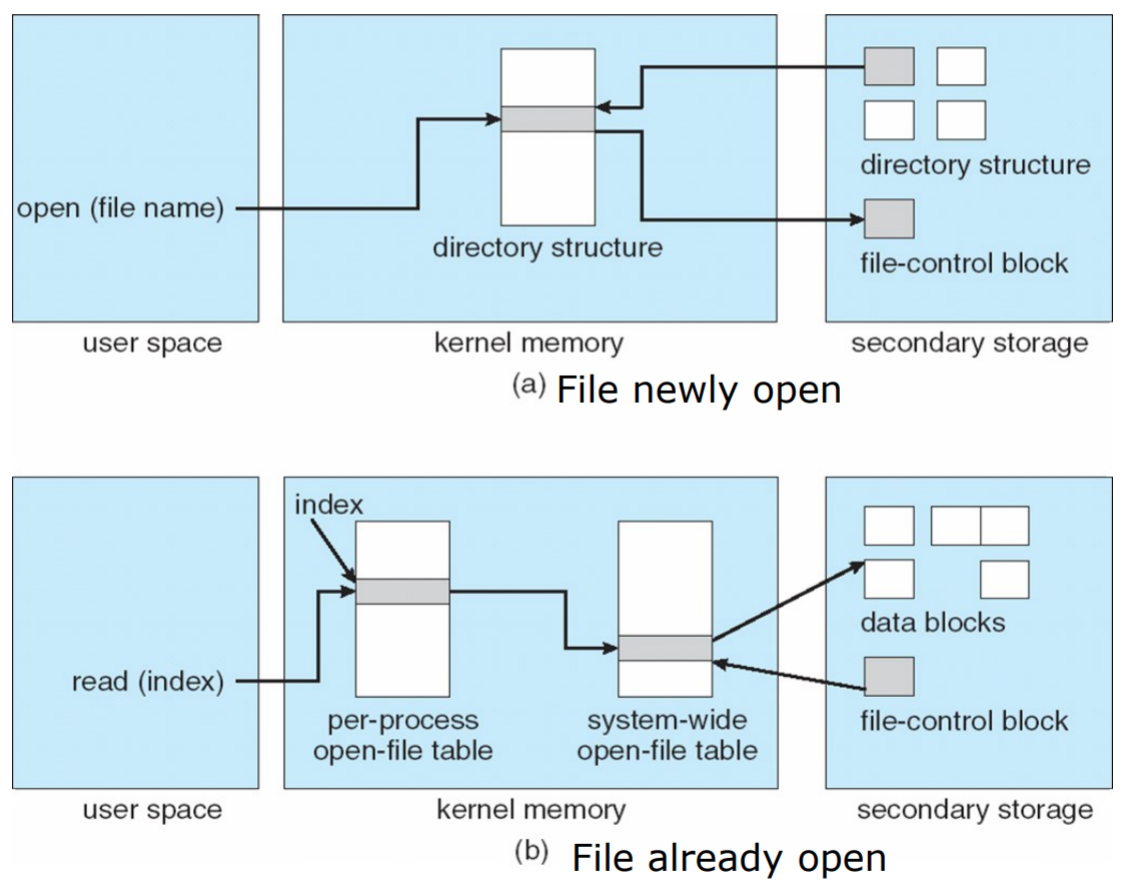 open (file name)
directory structure
directory structure
file-control block
user space
kernel memory
secondary storage
(a) File newly open
index
read (index)
per-process
open-file table
system-wide
open-file table
data blocks
file-control block
user space
kernel memory
secondary storage
(b) File already open